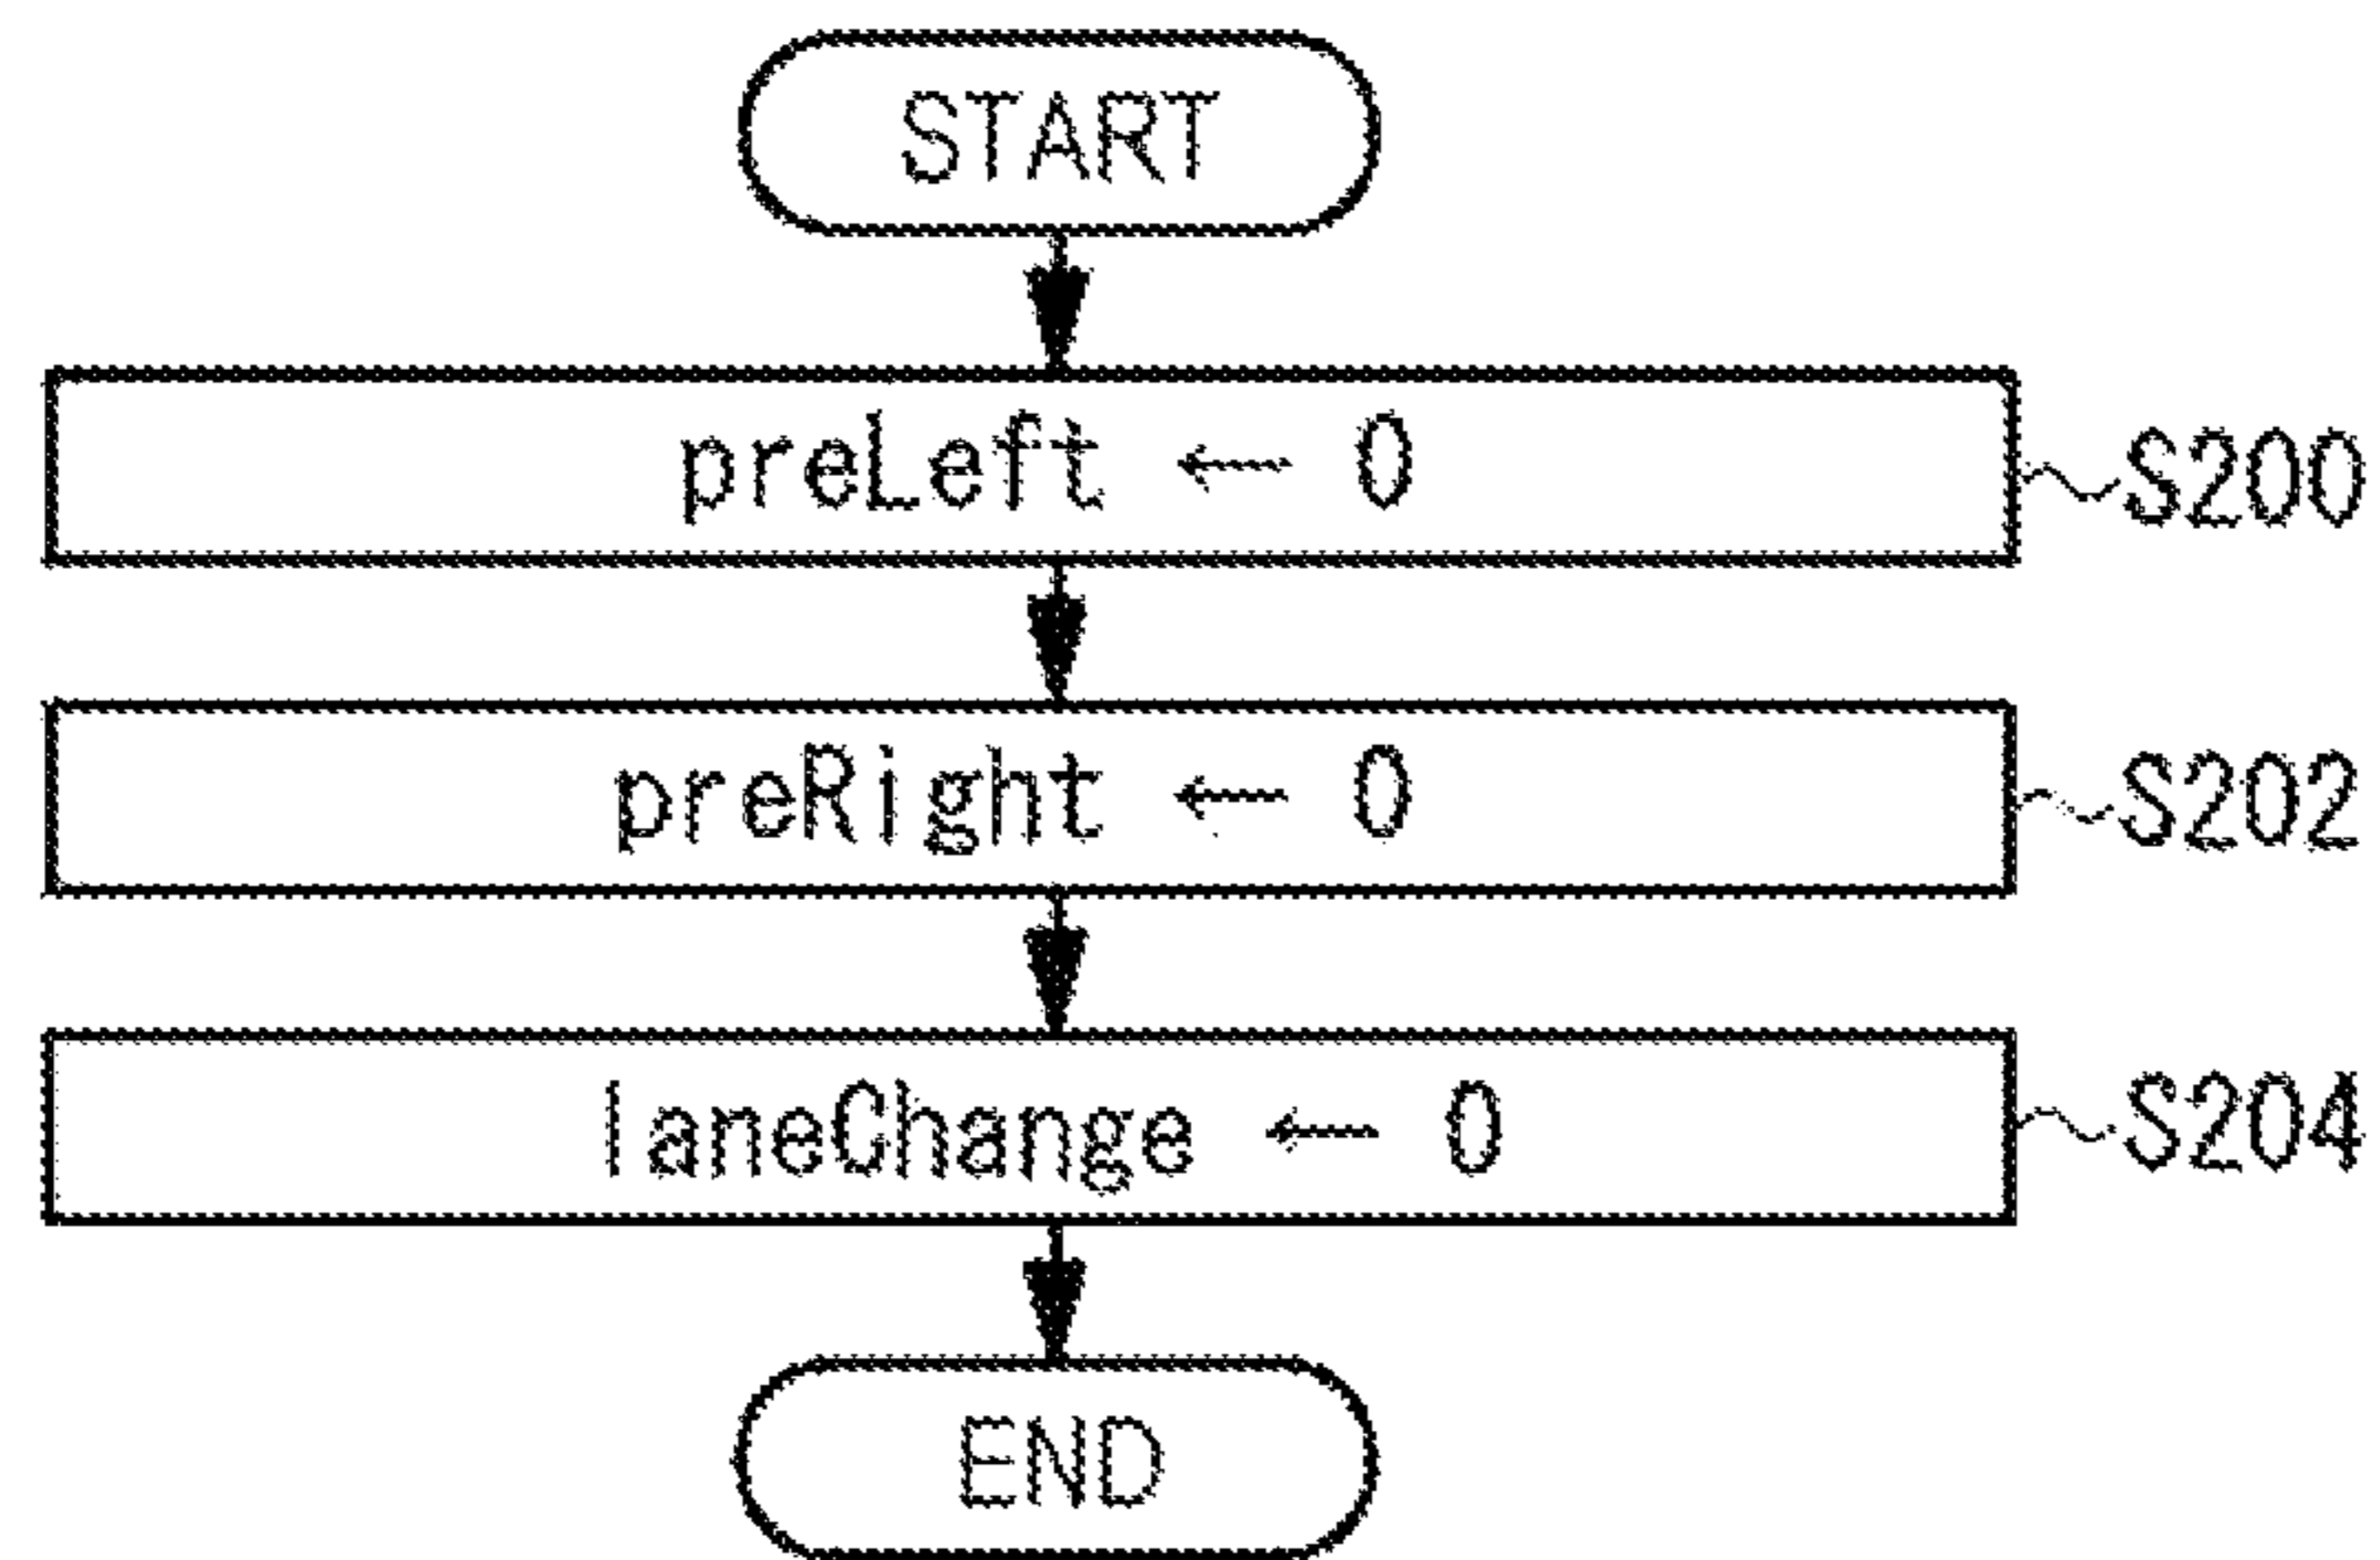 START
preLeft ← 0 S200
preRight ← 0 S202
laneChange ← 0 S204
END